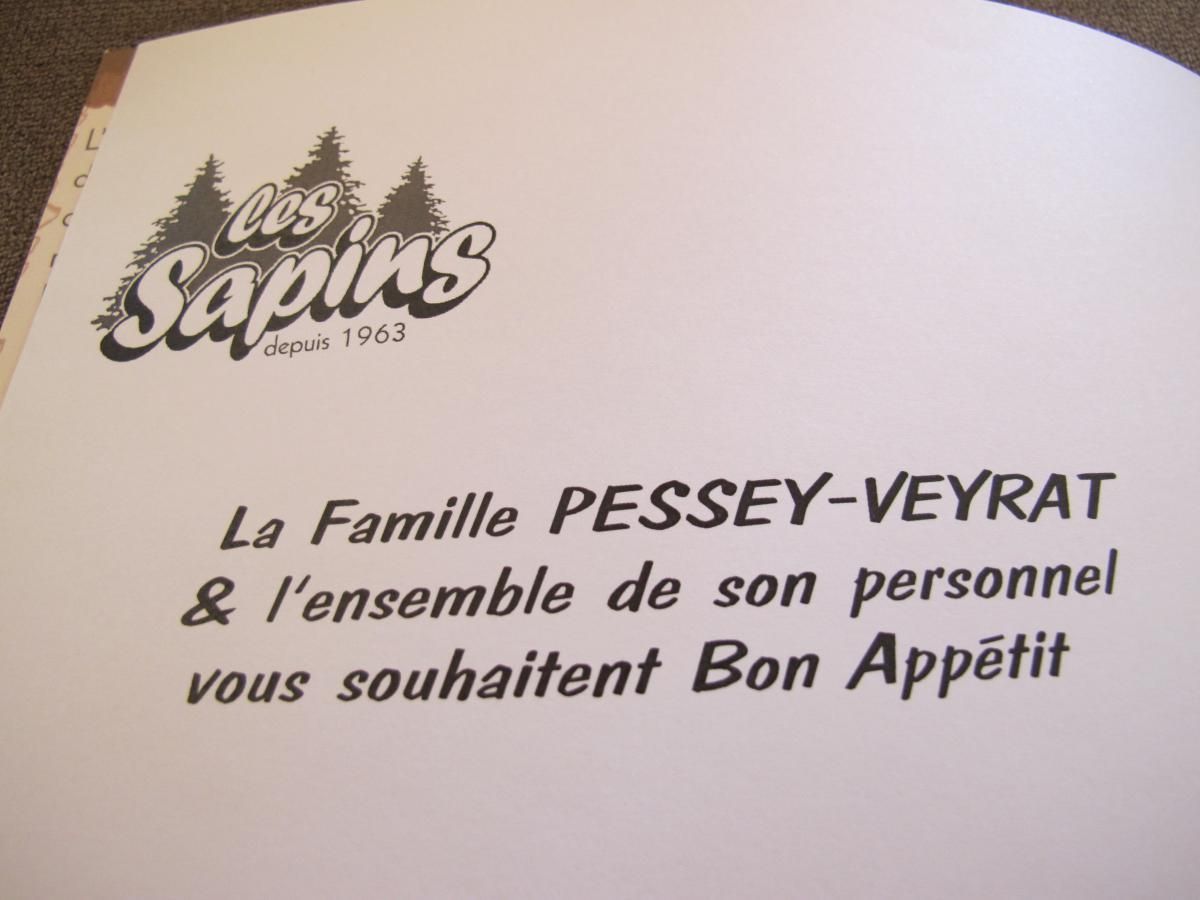 les
Sapins
depuis 1963
La Famille PESSEY-VEYRAT
& l'ensemble de son personnel
vous souhaitent Bon Appétit